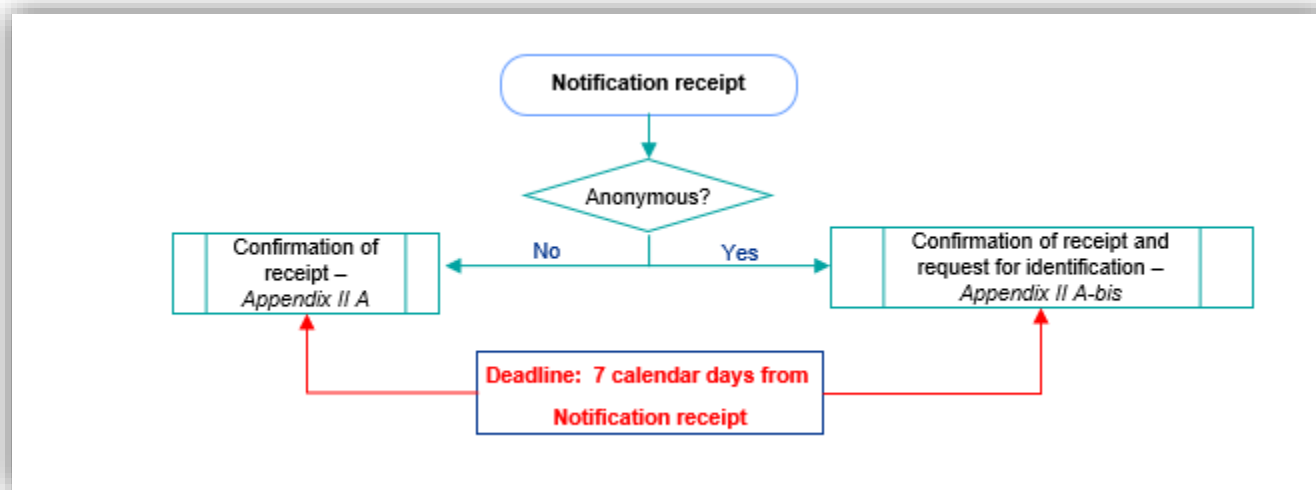 Notification receipt
Anonymous?
No
Yes
Confirmation of
receipt –
Appendix II A
Confirmation of receipt and
request for identification –
Appendix II A-bis
Deadline: 7 calendar days from
Notification receipt